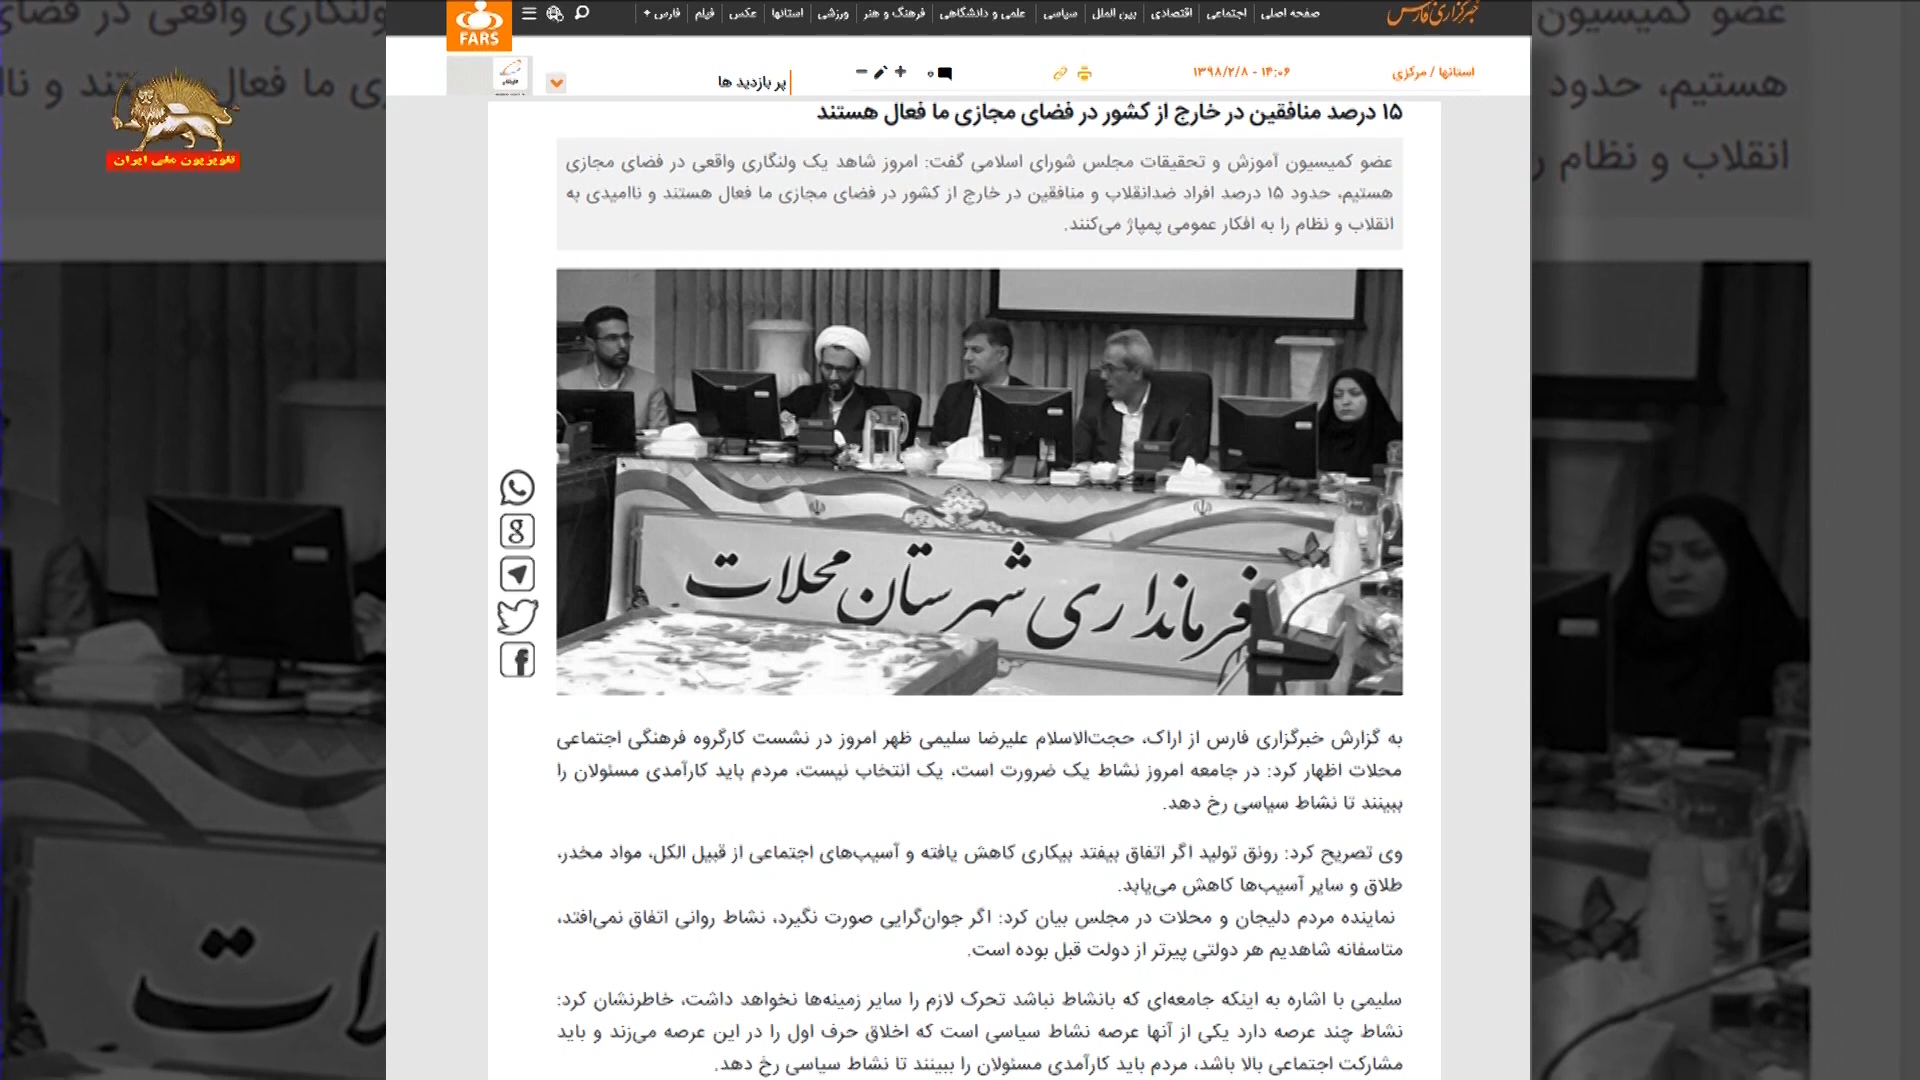 خبرگزاری فارس
صفحه اصلی | اجتماعی | اقتصادی | بین الملل | سیاسی | علمی و دانشگاهی | فرهنگ و هنر | ورزشی | استانها | عکس | فیلم | فارس +
FARS
استانها / مرکزی
۱۳۹۸/۲/۸ - ۱۴:۰۶
پر بازدید ها
تلویزیون ملی ایران
۱۵ درصد منافقین در خارج از کشور در فضای مجازی ما فعال هستند
عضو کمیسیون آموزش و تحقیقات مجلس شورای اسلامی گفت: امروز شاهد یک ولنگاری واقعی در فضای مجازی
هستیم، حدود ۱۵ درصد افراد ضدانقلاب و منافقین در خارج از کشور در فضای مجازی ما فعال هستند و ناامیدی به
انقلاب و نظام را به افکار عمومی پمپاژ می‌کنند.
فرمانداری شهرستان محلات
به گزارش خبرگزاری فارس از اراک، حجت‌الاسلام علیرضا سلیمی ظهر امروز در نشست کارگروه فرهنگی اجتماعی
محلات اظهار کرد: در جامعه امروز نشاط یک ضرورت است، یک انتخاب نیست، مردم باید کارآمدی مسئولان را
ببینند تا نشاط سیاسی رخ دهد.
وی تصریح کرد: رونق تولید اگر اتفاق بیفتد بیکاری کاهش یافته و آسیب‌های اجتماعی از قبیل الکل، مواد مخدر،
طلاق و سایر آسیب‌ها کاهش می‌یابد.
نماینده مردم دلیجان و محلات در مجلس بیان کرد: اگر جوان‌گرایی صورت نگیرد، نشاط روانی اتفاق نمی‌افتد،
متاسفانه شاهدیم هر دولتی پیرتر از دولت قبل بوده است.
سلیمی با اشاره به اینکه جامعه‌ای که بانشاط نباشد تحرک لازم را سایر زمینه‌ها نخواهد داشت، خاطرنشان کرد:
نشاط چند عرصه دارد یکی از آنها عرصه نشاط سیاسی است که اخلاق حرف اول را در این عرصه می‌زند و باید
مشارکت اجتماعی بالا باشد، مردم باید کارآمدی مسئولان را ببینند تا نشاط سیاسی رخ دهد.